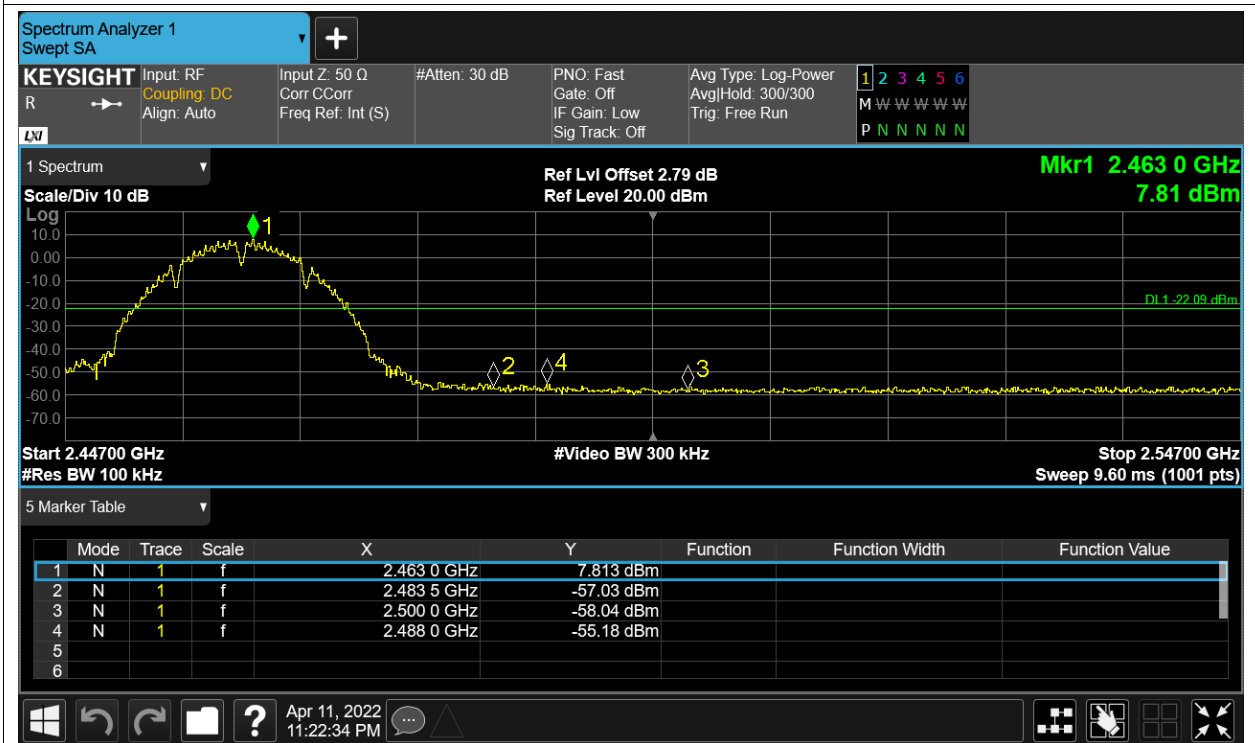 Spectrum Analyzer 1
Swept SA
KEYSIGHT Input: RF Input Z: 50 Ω #Atten: 30 dB PNO: Fast Avg Type: Log-Power 1 2 3 4 5 6
R Coupling: DC Corr CCorr Gate: Off Avg|Hold: 300/300 M W W W W W W
Align: Auto Freq Ref: Int (S) IF Gain: Low Trig: Free Run
LXI Sig Track: Off P N N N N N N
1 Spectrum Ref Lvl Offset 2.79 dB Mkr1 2.463 0 GHz
Scale/Div 10 dB Ref Level 20.00 dBm 7.81 dBm
Log
1
10.0
0.00
-10.0
-20.0
DL1 -22.09 dBm
-30.0
-40.0
2 4 3
-50.0
-60.0
-70.0
Start 2.44700 GHz #Video BW 300 kHz Stop 2.54700 GHz
#Res BW 100 kHz Sweep 9.60 ms (1001 pts)
5 Marker Table
Mode Trace Scale X Y Function Function Width Function Value
1 N 1 f 2.463 0 GHz 7.813 dBm
2 N 1 f 2.483 5 GHz -57.03 dBm
3 N 1 f 2.500 0 GHz -58.04 dBm
4 N 1 f 2.488 0 GHz -55.18 dBm
5
6
? Apr 11, 2022
11:22:34 PM